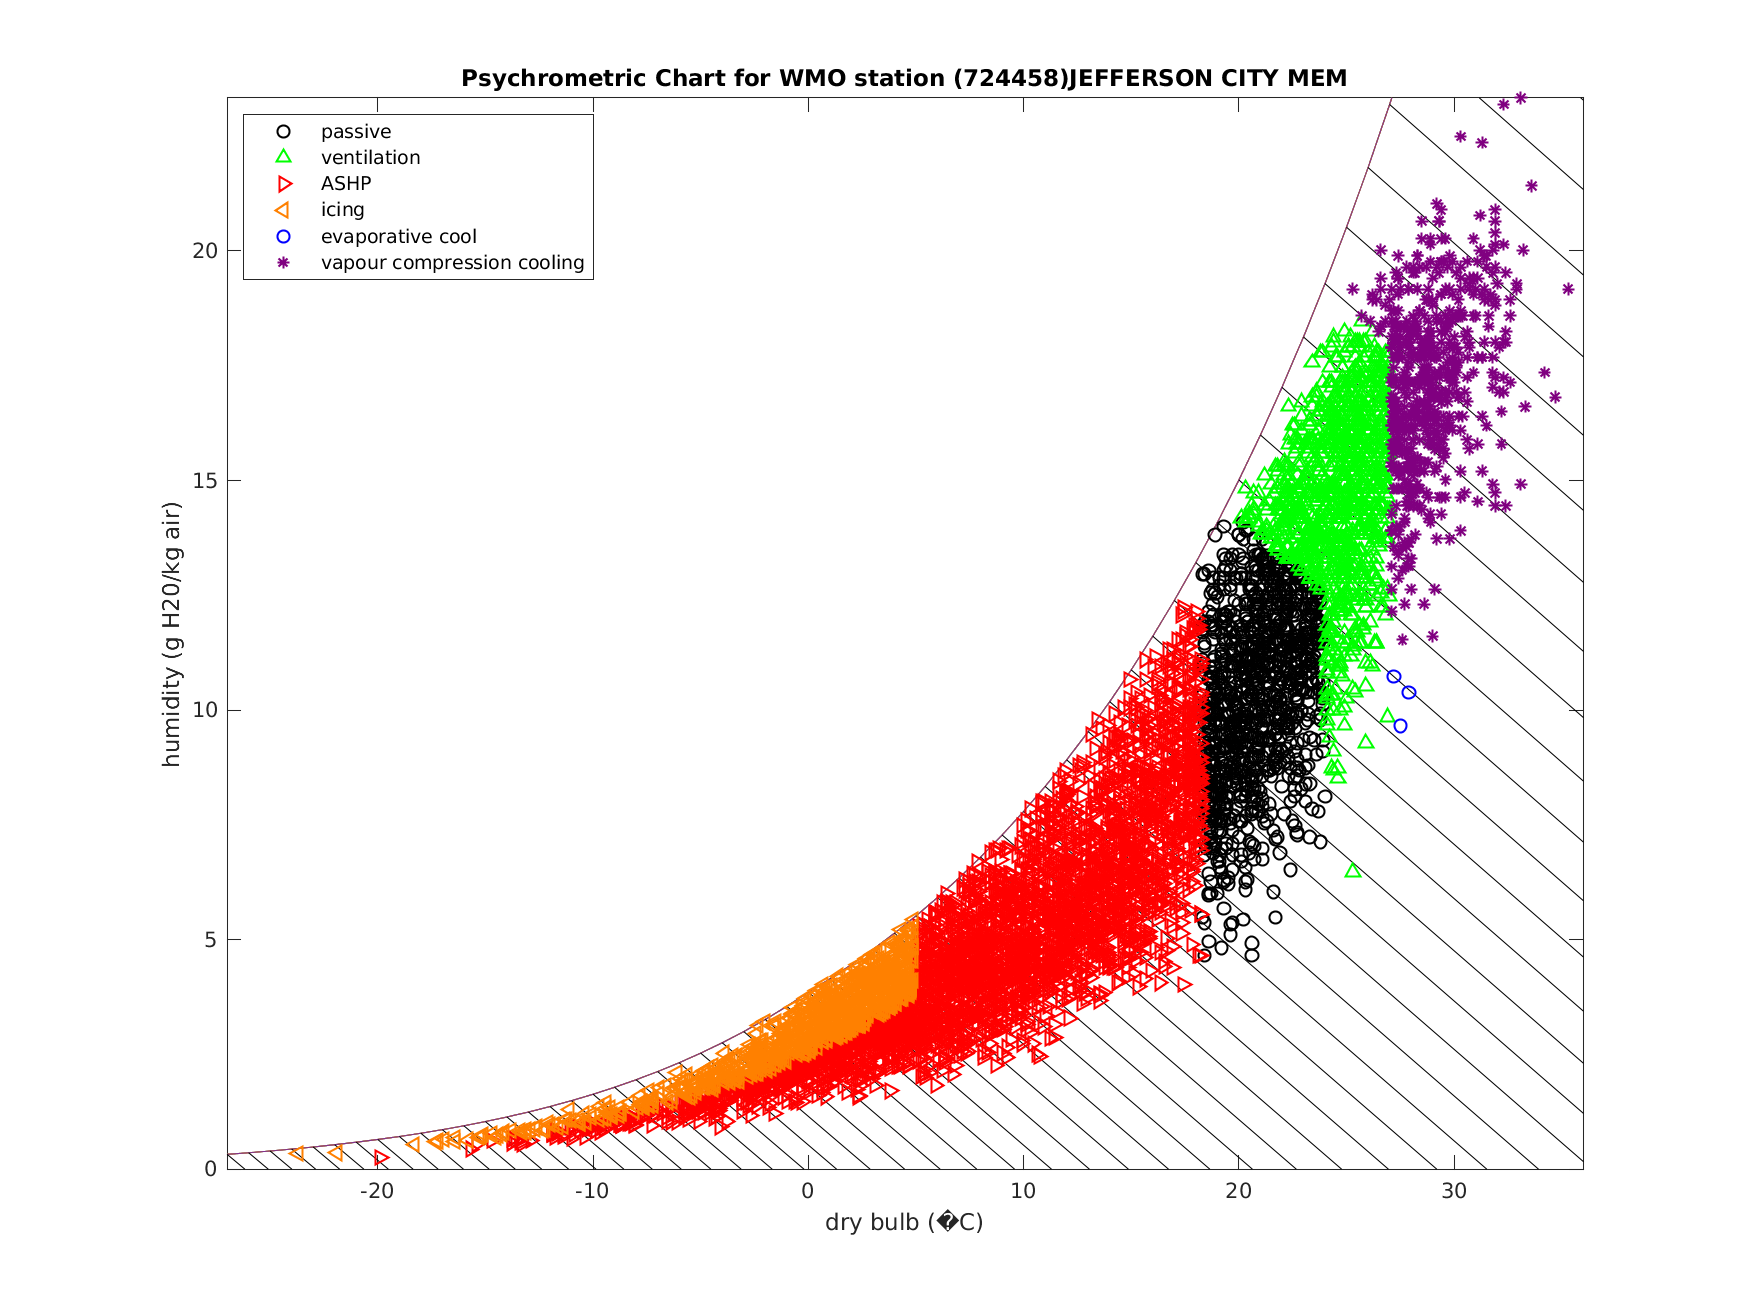 Psychrometric Chart for WMO station (724458)JEFFERSON CITY MEM
passive
ventilation
ASHP
icing
evaporative cool
vapour compression cooling
20
15
10
5
0
humidity (g H20/kg air)
-20 -10 0 10 20 30
dry bulb (�C)